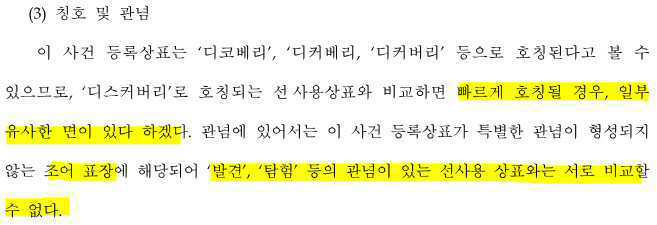 (3) 칭호 및 관념
이 사건 등록상표는 '디코베리', '디커베리, '디커버리' 등으로 호칭된다고 볼 수
있으므로, '디스커버리'로 호칭되는 선사용상표와 비교하면 빠르게 호칭될 경우, 일부
유사한 면이 있다 하겠다. 관념에 있어서는 이 사건 등록상표가 특별한 관념이 형성되지
않는 조어 표장에 해당되어 '발견', '탐험' 등의 관념이 있는 선사용 상표와는 서로 비교할
수 없다.